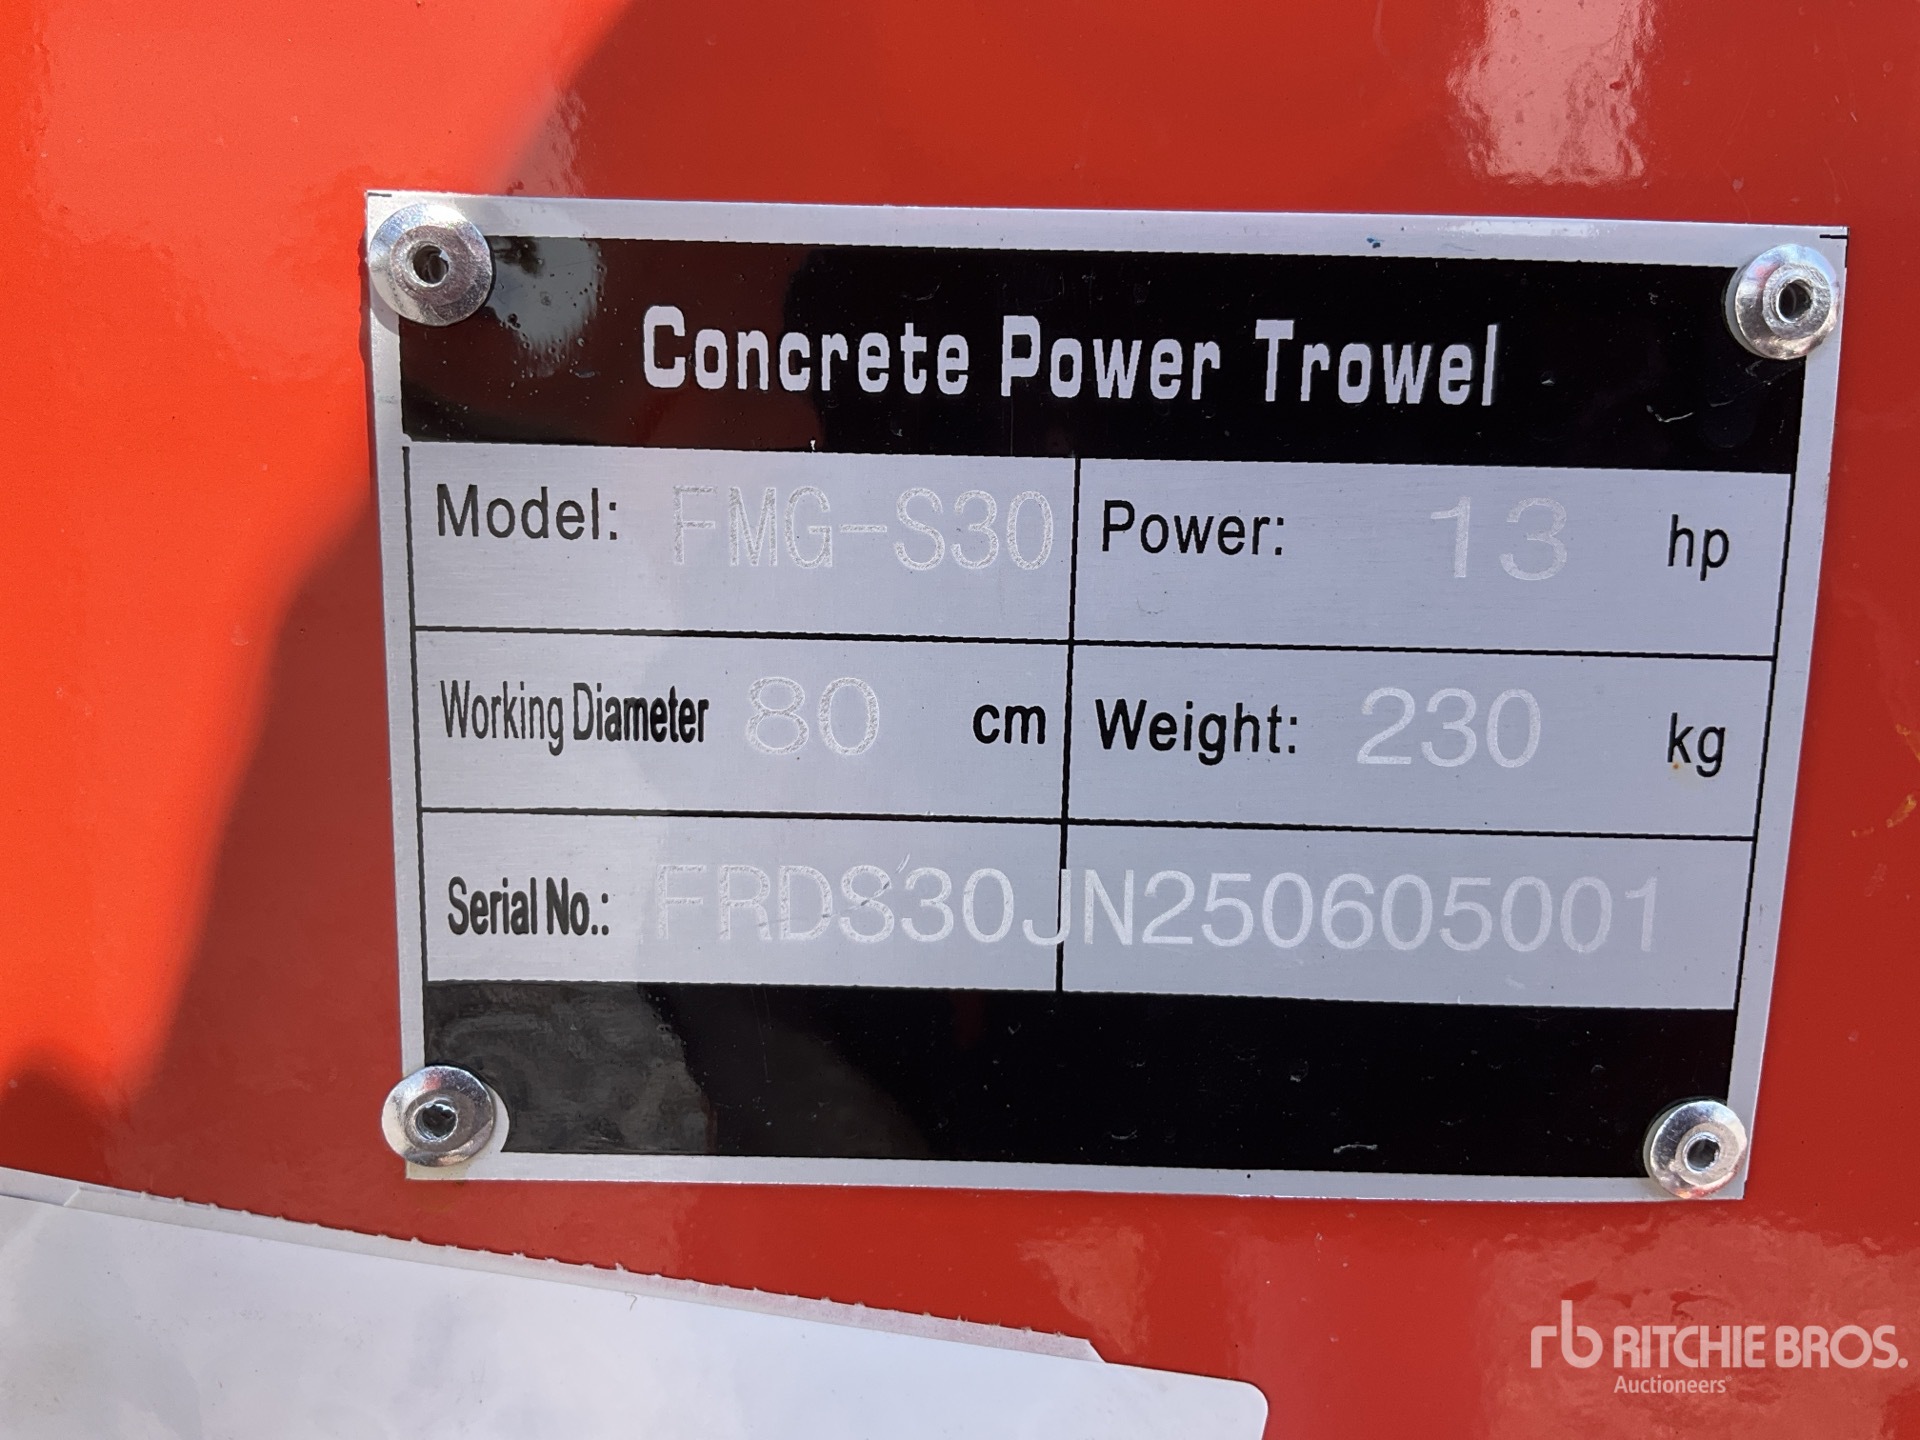 Concrete Power Trowel
Model: FMG-S30 Power: 13 hp
Working Diameter 80 cm Weight: 230 kg
Serial No.: FRDS30JN250605001
rb RITCHIE BROS.
Auctioneers